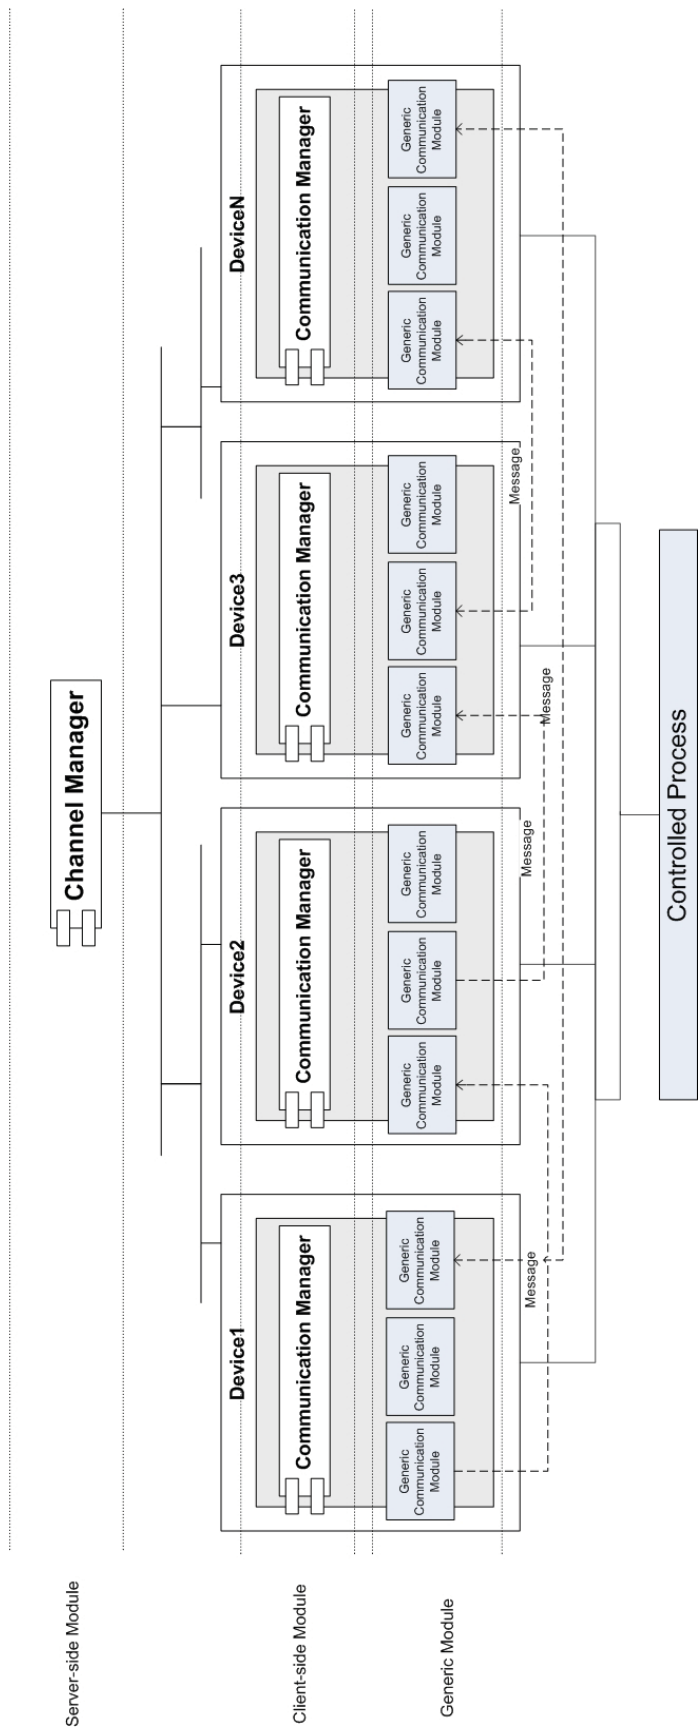 Server-side Module
Channel Manager
Client-side Module
Generic Module
Device1
Communication Manager
Generic
Communication
Module
Generic
Communication
Module
Generic
Communication
Module
Device2
Communication Manager
Generic
Communication
Module
Generic
Communication
Module
Generic
Communication
Module
Device3
Communication Manager
Generic
Communication
Module
Generic
Communication
Module
Generic
Communication
Module
DeviceN
Communication Manager
Generic
Communication
Module
Generic
Communication
Module
Generic
Communication
Module
Message
Message
Message
Message
Controlled Process